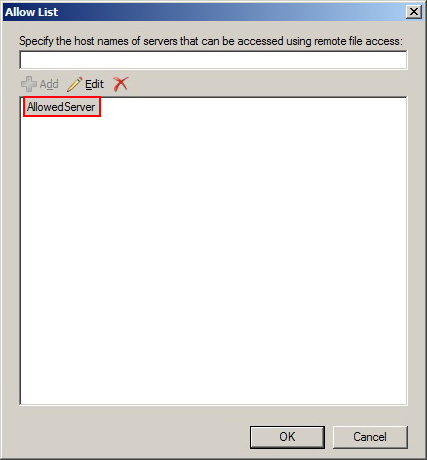 Allow List
Specify the host names of servers that can be accessed using remote file access:
Add Edit
AllowedServer
OK Cancel